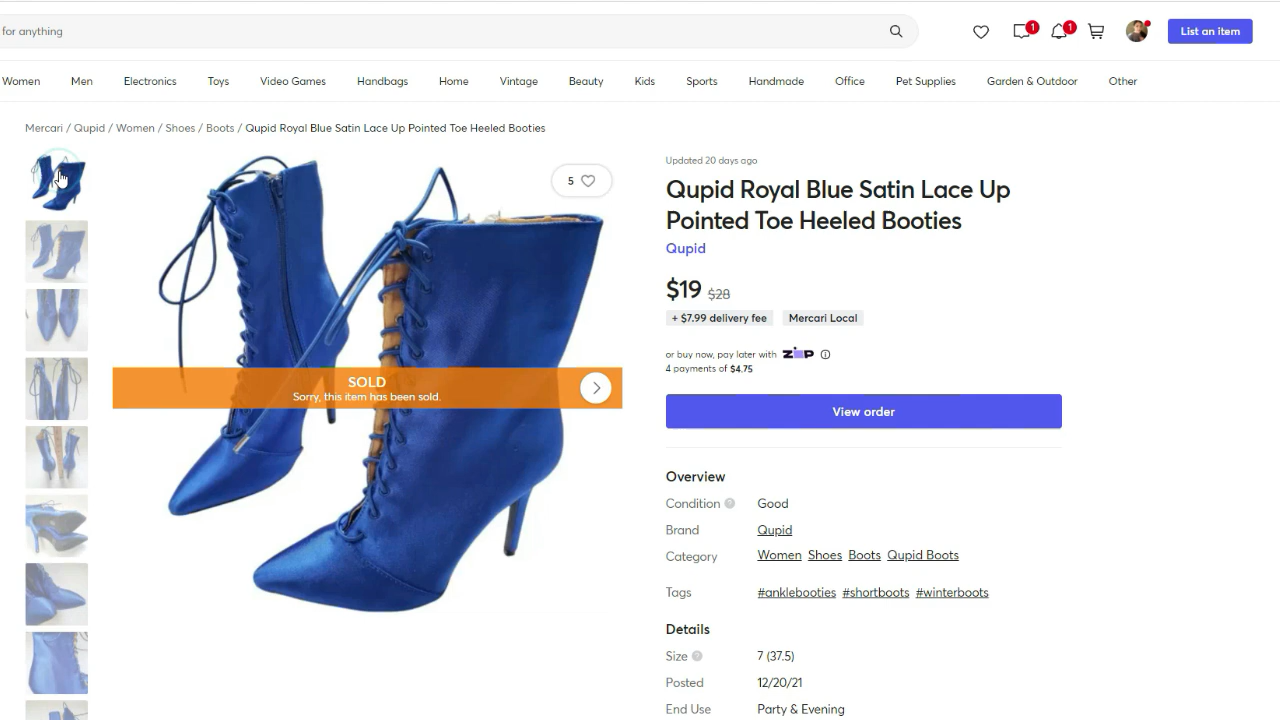 for anything
1
1
List an item
Women
Men
Electronics
Toys
Video Games
Handbags
Home
Vintage
Beauty
Kids
Sports
Handmade
Office
Pet Supplies
Garden & Outdoor
Other
Mercari / Qupid / Women / Shoes / Boots / Qupid Royal Blue Satin Lace Up Pointed Toe Heeled Booties
5
SOLD
Sorry, this item has been sold.
Updated 20 days ago
Qupid Royal Blue Satin Lace Up
Pointed Toe Heeled Booties
Qupid
$19 $28
+ $7.99 delivery fee
Mercari Local
or buy now, pay later with ZIP
4 payments of $4.75
View order
Overview
Condition Good
Brand Qupid
Category Women Shoes Boots Qupid Boots
Tags #anklebooties #shortboots #winterboots
Details
Size 7 (37.5)
Posted 12/20/21
End Use Party & Evening